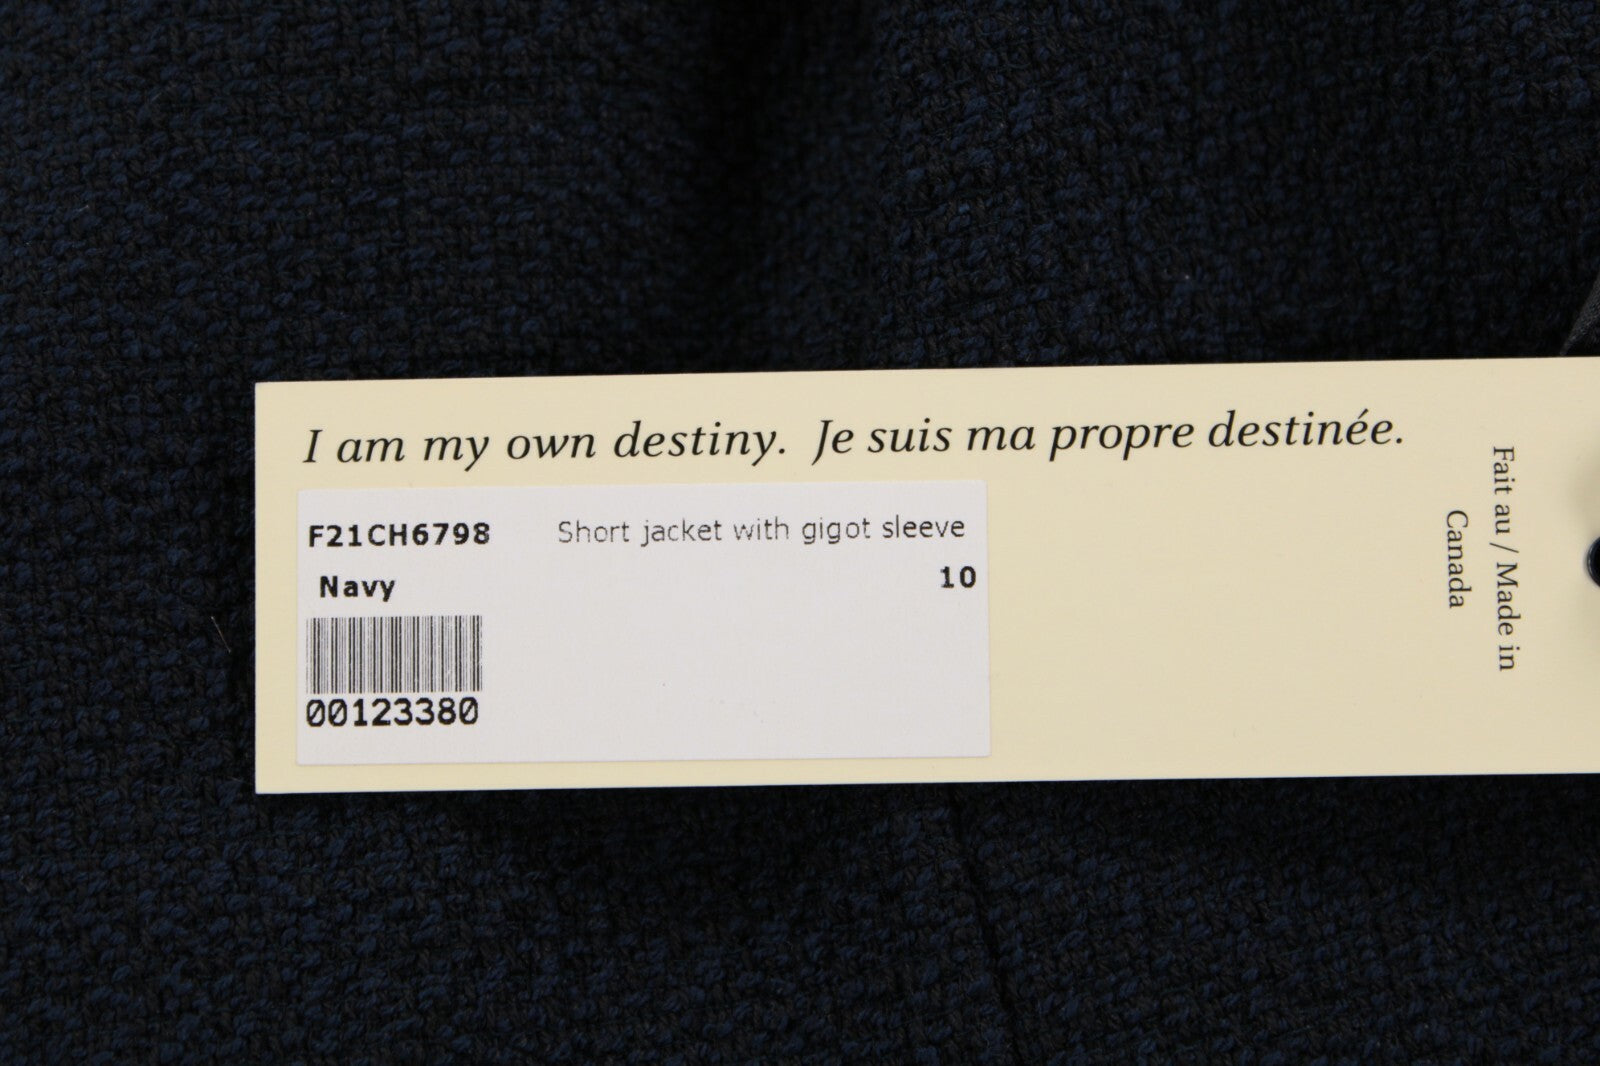 I am my own destiny. Je suis ma propre destinée.
F21CH6798 Short jacket with gigot sleeve
Navy 10
00123380
Fait au / Made in
Canada